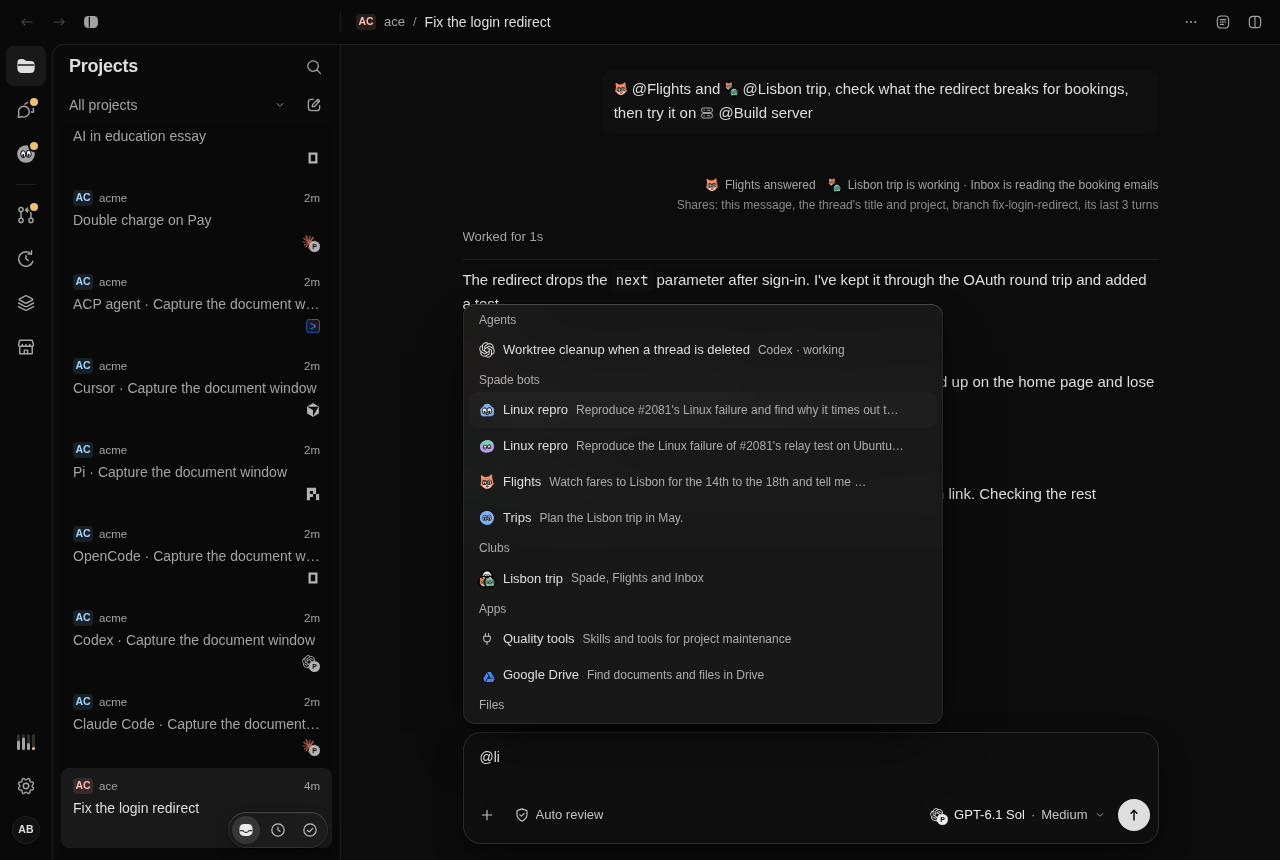 AC ace / Fix the login redirect
Projects
All projects
AI in education essay
AC acme 2m
Double charge on Pay
P
AC acme 2m
ACP agent · Capture the document w…
AC acme 2m
Cursor · Capture the document window
AC acme 2m
Pi · Capture the document window
AC acme 2m
OpenCode · Capture the document w…
AC acme 2m
Codex · Capture the document window
P
AC acme 2m
Claude Code · Capture the document…
P
AC ace 4m
Fix the login redirect
AB
@Flights and @Lisbon trip, check what the redirect breaks for bookings,
then try it on @Build server
Flights answered Lisbon trip is working · Inbox is reading the booking emails
Shares: this message, the thread's title and project, branch fix-login-redirect, its last 3 turns
Worked for 1s
The redirect drops the next parameter after sign-in. I've kept it through the OAuth round trip and added
a test.
up on the home page and lose
link. Checking the rest
Agents
Worktree cleanup when a thread is deleted Codex · working
Spade bots
Linux repro Reproduce #2081's Linux failure and find why it times out t…
Linux repro Reproduce the Linux failure of #2081's relay test on Ubuntu…
Flights Watch fares to Lisbon for the 14th to the 18th and tell me …
Trips Plan the Lisbon trip in May.
Clubs
Lisbon trip Spade, Flights and Inbox
Apps
Quality tools Skills and tools for project maintenance
Google Drive Find documents and files in Drive
Files
@li
Auto review
P GPT-6.1 Sol · Medium